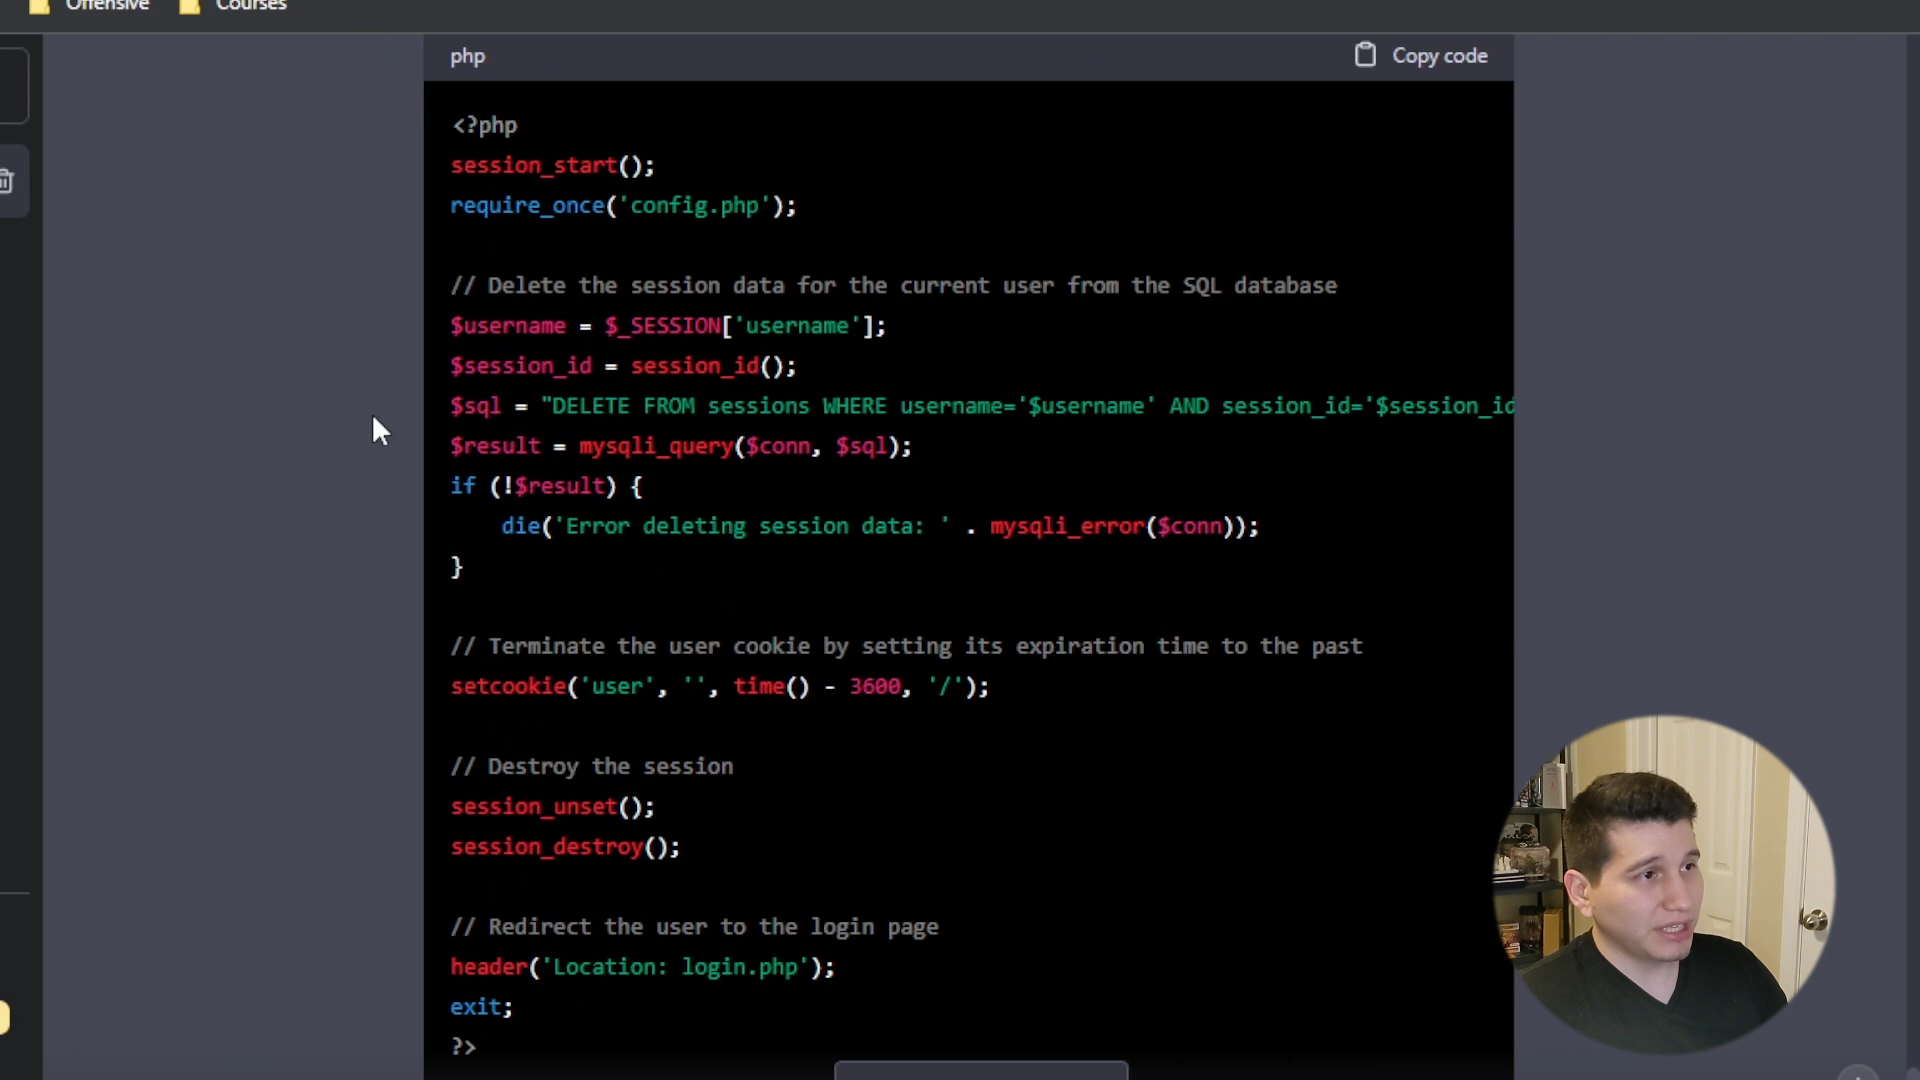 Offensive Courses
php Copy code
<?php
session_start();
require_once('config.php');
// Delete the session data for the current user from the SQL database
$username = $_SESSION['username'];
$session_id = session_id();
$sql = "DELETE FROM sessions WHERE username='$username' AND session_id='$session_id
$result = mysqli_query($conn, $sql);
if (!$result) {
    die('Error deleting session data: ' . mysqli_error($conn));
}
// Terminate the user cookie by setting its expiration time to the past
setcookie('user', '', time() - 3600, '/');
// Destroy the session
session_unset();
session_destroy();
// Redirect the user to the login page
header('Location: login.php');
exit;
?>